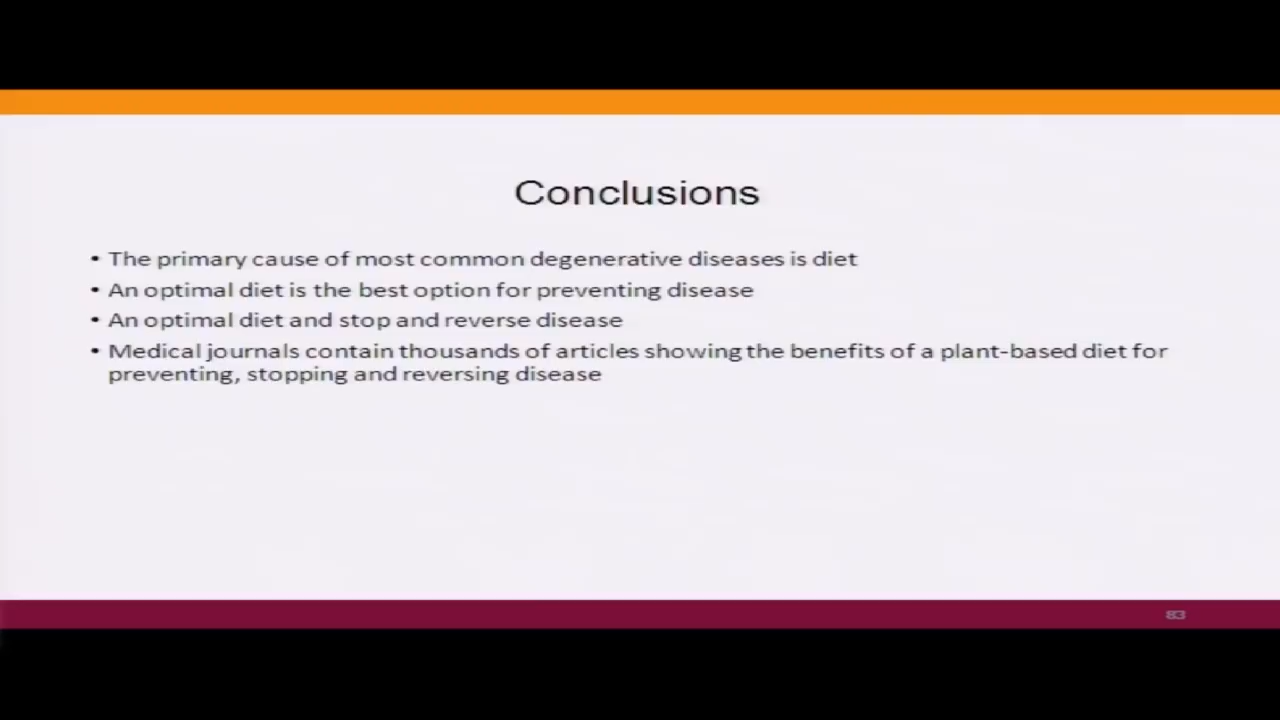 Conclusions
• The primary cause of most common degenerative diseases is diet
• An optimal diet is the best option for preventing disease
• An optimal diet and stop and reverse disease
• Medical journals contain thousands of articles showing the benefits of a plant-based diet for
preventing, stopping and reversing disease
83